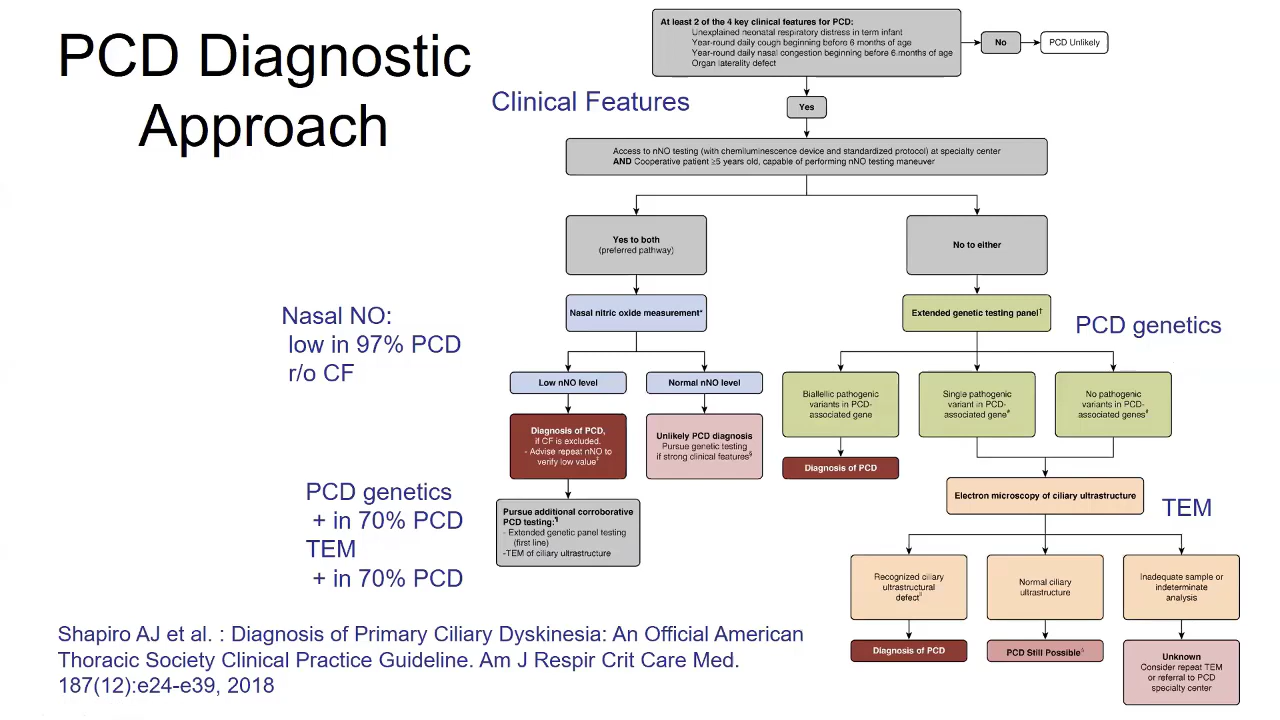 PCD Diagnostic
Approach
At least 2 of the 4 key clinical features for PCD:
Unexplained neonatal respiratory distress in term infant
Year-round daily cough beginning before 6 months of age
Year-round daily nasal congestion beginning before 6 months of age
Organ laterality defect
No
PCD Unlikely
Clinical Features
Yes
Access to nNO testing (with chemiluminescence device and standardized protocol) at specialty center
AND Cooperative patient ≥5 years old, capable of performing nNO testing maneuver
Yes to both
(preferred pathway)
No to either
Nasal NO:
low in 97% PCD
r/o CF
Nasal nitric oxide measurement*
Extended genetic testing panel†
PCD genetics
Low nNO level
Normal nNO level
Biallelic pathogenic
variants in PCD-
associated gene
Single pathogenic
variant in PCD-
associated gene#
No pathogenic
variants in PCD-
associated genes#
Diagnosis of PCD,
if CF is excluded.
- Advise repeat nNO to
verify low value‡
Unlikely PCD diagnosis
Pursue genetic testing
if strong clinical features§
Diagnosis of PCD
PCD genetics
+ in 70% PCD
TEM
+ in 70% PCD
Pursue additional corroborative
PCD testing:¶
- Extended genetic panel testing
(first line)
-TEM of ciliary ultrastructure
Electron microscopy of ciliary ultrastructure
TEM
Recognized ciliary
ultrastructural
defect
Normal ciliary
ultrastructure
Inadequate sample or
indeterminate
analysis
Diagnosis of PCD
PCD Still Possible
Unknown
Consider repeat TEM
or referral to PCD
specialty center
Shapiro AJ et al. : Diagnosis of Primary Ciliary Dyskinesia: An Official American
Thoracic Society Clinical Practice Guideline. Am J Respir Crit Care Med.
187(12):e24-e39, 2018